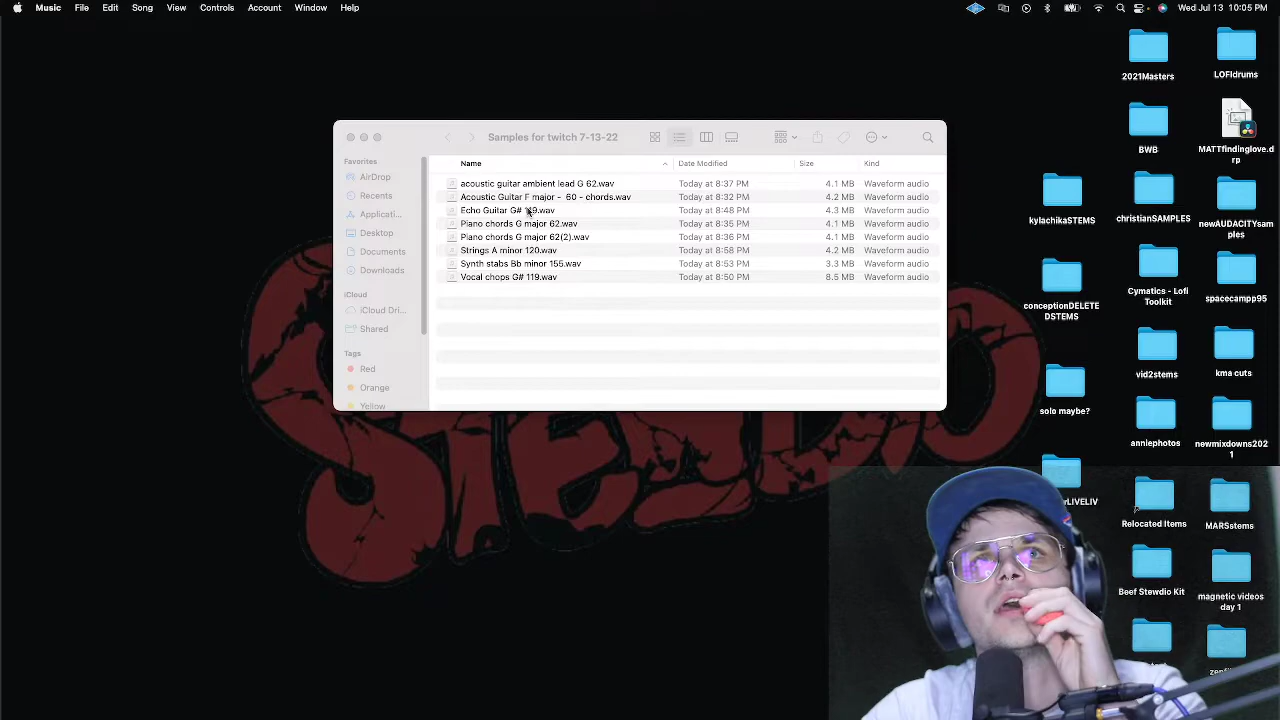 Music File Edit Song View Controls Account Window Help
Wed Jul 13 10:05 PM
Samples for twitch 7-13-22
Favorites
AirDrop
Recents
Applicati...
Desktop
Documents
Downloads
iCloud
iCloud Dri...
Shared
Tags
Red
Orange
Yellow
Name Date Modified Size Kind
acoustic guitar ambient lead G 62.wav Today at 8:37 PM 4.1 MB Waveform audio
Acoustic Guitar F major - 60 - chords.wav Today at 8:32 PM 4.2 MB Waveform audio
Echo Guitar G# Today at 8:48 PM 4.3 MB Waveform audio
Piano chords G major 62.wav Today at 8:35 PM 4.1 MB Waveform audio
Piano chords G major 62(2).wav Today at 8:36 PM 4.1 MB Waveform audio
Strings A minor 120.wav Today at 8:58 PM 4.2 MB Waveform audio
Synth stabs Bb minor 155.wav Today at 8:53 PM 3.3 MB Waveform audio
Vocal chops G# 119.wav Today at 8:50 PM 8.5 MB Waveform audio
2021Masters
LOFIdrums
BWB
MATTfindinglove.d
rp
kylachikaSTEMS
christianSAMPLES
newAUDACITYsam
ples
conceptionDELETE
DSTEMS
Cymatics - Lofi
Toolkit
spacecampp95
vid2stems
kma cuts
solo maybe?
anniephotos
newmixdowns202
1
Relocated Items
MARSstems
Beef Stewdio Kit
magnetic videos
day 1